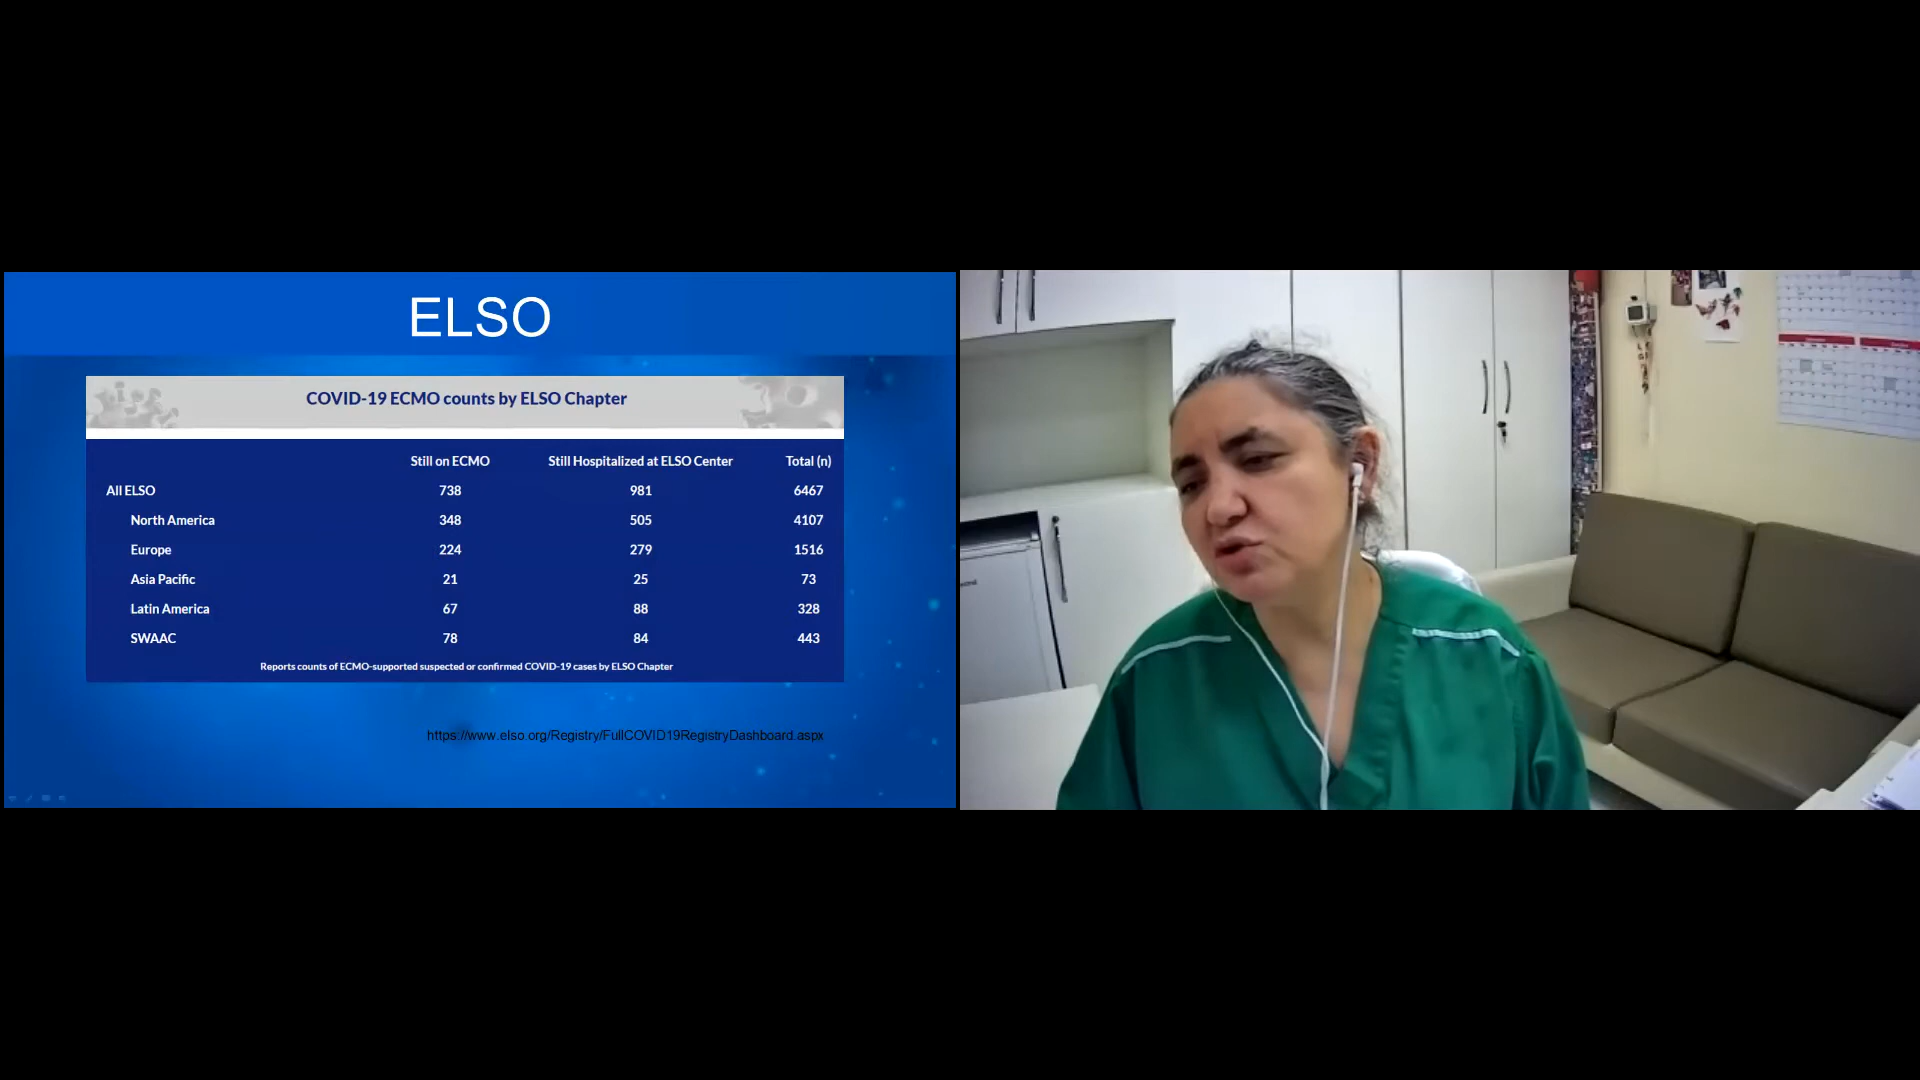 ELSO
COVID-19 ECMO counts by ELSO Chapter
Still on ECMO Still Hospitalized at ELSO Center Total (n)
All ELSO 738 981 6467
North America 348 505 4107
Europe 224 279 1516
Asia Pacific 21 25 73
Latin America 67 88 328
SWAAC 78 84 443
Reports counts of ECMO-supported suspected or confirmed COVID-19 cases by ELSO Chapter
https://www.elso.org/Registry/FullCOVID19RegistryDashboard.aspx